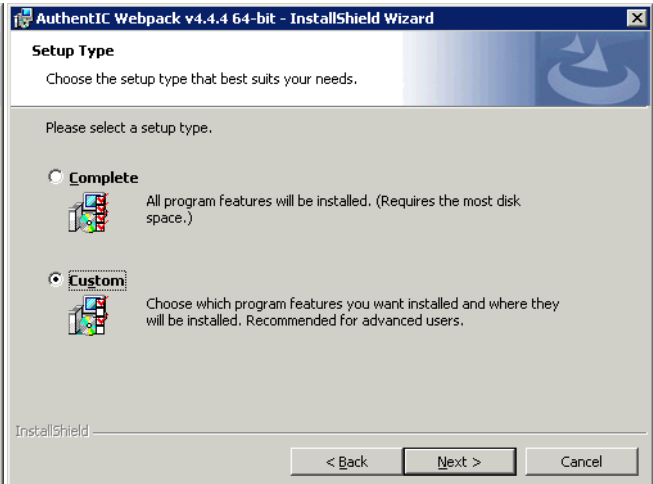 AuthentIC Webpack v4.4.4 64-bit - InstallShield Wizard
Setup Type
Choose the setup type that best suits your needs.
Please select a setup type.
Complete
All program features will be installed. (Requires the most disk
space.)
Custom
Choose which program features you want installed and where they
will be installed. Recommended for advanced users.
InstallShield
< Back Next > Cancel